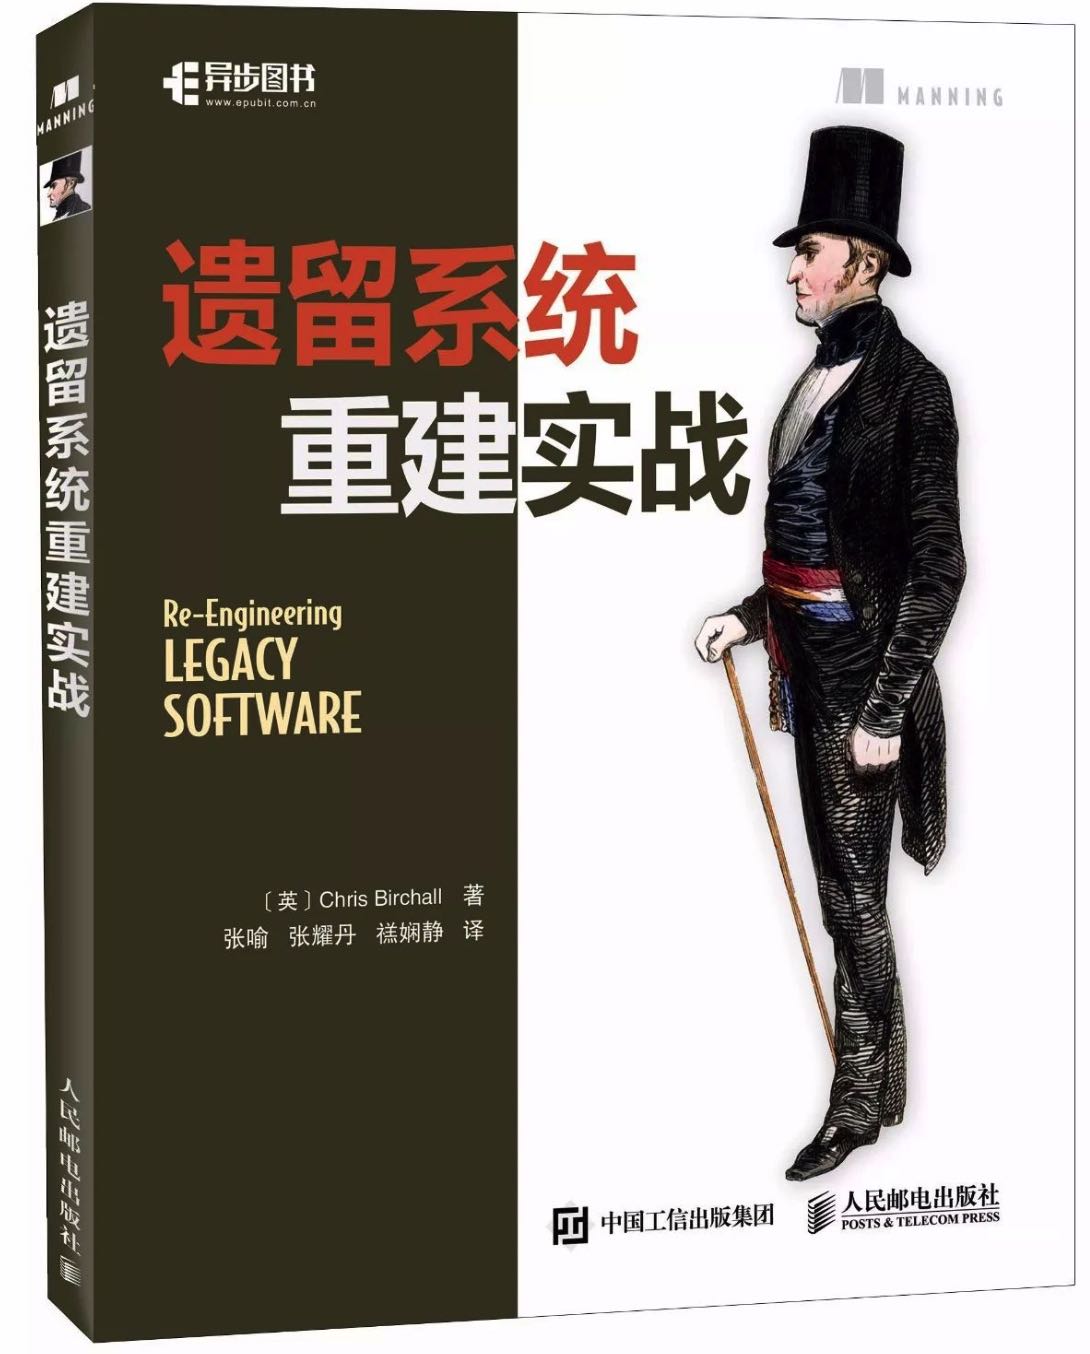 MANNING
遗留系统重建实战
人民邮电出版社
异步图书
www.epubit.com.cn
MANNING
遗留系统
重建实战
Re-Engineering
LEGACY
SOFTWARE
〔英〕Chris Birchall 著
张喻 张耀丹 禚娴静 译
中国工信出版集团
人民邮电出版社
POSTS & TELECOM PRESS